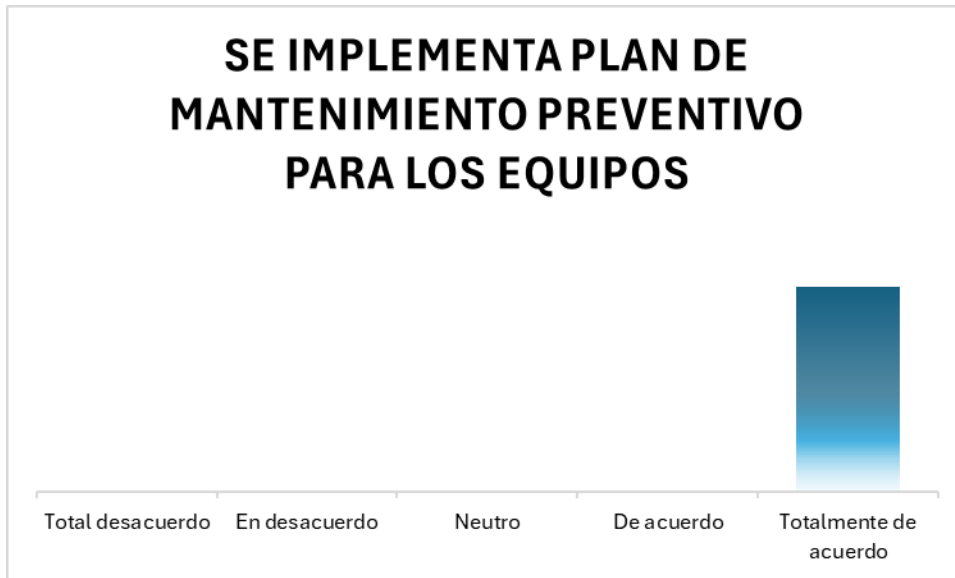 SE IMPLEMENTA PLAN DE
MANTENIMIENTO PREVENTIVO
PARA LOS EQUIPOS
Total desacuerdo
En desacuerdo
Neutro
De acuerdo
Totalmente de
acuerdo